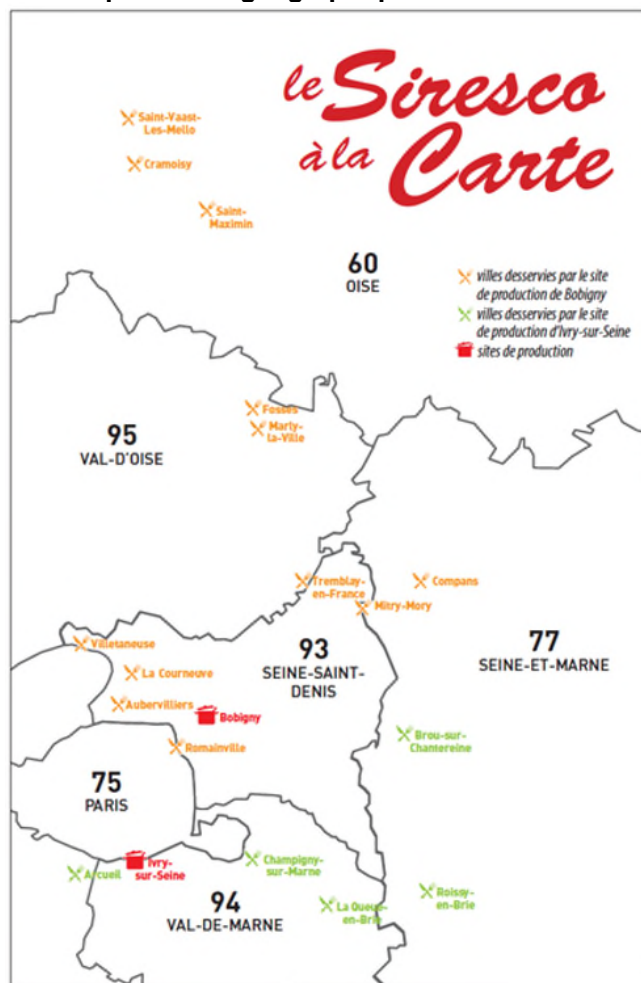 le Siresco
à la Carte
Saint-Vaast-
Les-Mello
Cramoisy
Saint-
Maximin
60
OISE
villes desservies par le site
de production de Bobigny
villes desservies par le site
de production d'Ivry-sur-Seine
sites de production
Fosses
Marly-
la-Ville
95
VAL-D'OISE
Tremblay-
en-France
Compans
Mitry-Mory
Villetaneuse
93
SEINE-SAINT-
DENIS
77
SEINE-ET-MARNE
La Courneuve
Aubervilliers
Bobigny
Romainville
Brou-sur-
Chantereine
75
PARIS
Arcueil
Ivry-
sur-Seine
Champigny-
sur-Marne
94
VAL-DE-MARNE
La Queue-
en-Brie
Roissy-
en-Brie